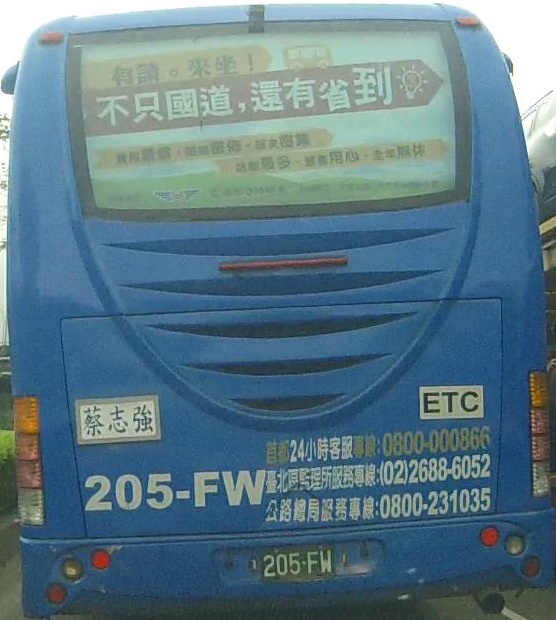 有讀。來坐!
不只國道,還有省到
蔡志強
ETC
首都24小時客服專線:0800-000866
205-FW
臺北區監理所服務專線:(02)2688-6052
公路總局服務專線:0800-231035
205-FW